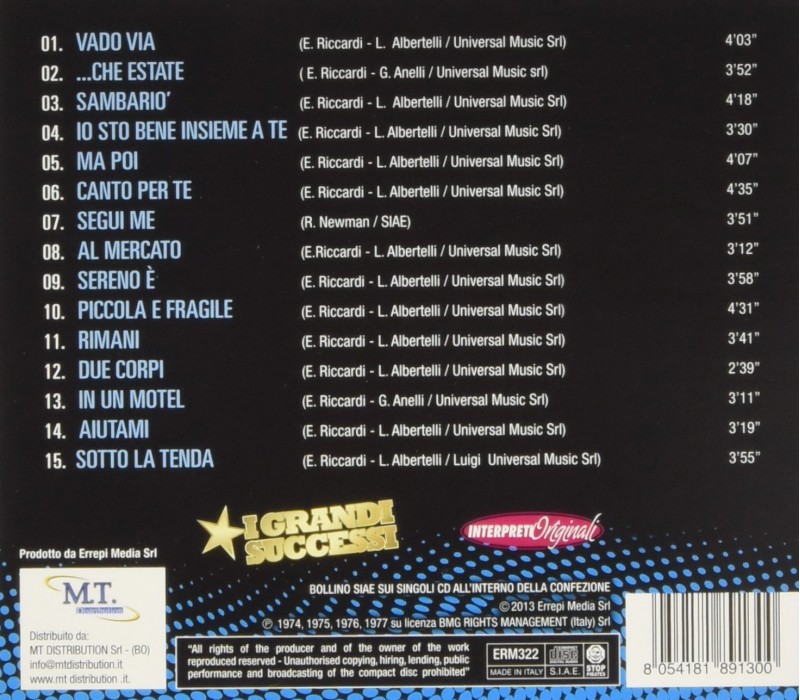 01. VADO VIA (E. Riccardi - L. Albertelli / Universal Music Srl) 4'03"
02. ...CHE ESTATE ( E. Riccardi - G. Anelli / Universal Music srl) 3'52"
03. SAMBARIO' (E. Riccardi - L. Albertelli / Universal Music Srl) 4'18"
04. IO STO BENE INSIEME A TE (E. Riccardi - L. Albertelli / Universal Music Srl) 3'30"
05. MA POI (E. Riccardi - L. Albertelli / Universal Music Srl) 4'07"
06. CANTO PER TE (E. Riccardi - L. Albertelli / Universal Music Srl) 4'35"
07. SEGUI ME (R. Newman / SIAE) 3'51"
08. AL MERCATO (E.Riccardi - L. Albertelli / Universal Music Srl) 3'12"
09. SERENO È (E. Riccardi - L. Albertelli / Universal Music Srl) 3'58"
10. PICCOLA E FRAGILE (E. Riccardi - L. Albertelli / Universal Music Srl) 4'31"
11. RIMANI (E. Riccardi - L. Albertelli / Universal Music Srl) 3'41"
12. DUE CORPI (E. Riccardi - L. Albertelli / Universal Music Srl) 2'39"
13. IN UN MOTEL (E. Riccardi - G. Anelli / Universal Music Srl) 3'11"
14. AIUTAMI (E. Riccardi - L. Albertelli / Universal Music Srl) 3'19"
15. SOTTO LA TENDA (E. Riccardi - L. Albertelli / Luigi Universal Music Srl) 3'55"
I GRANDI
SUCCESSI
INTERPRETI Originali
Prodotto da Errepi Media Srl
M.T.
Distribution
Distribuito da:
MT DISTRIBUTION Srl - (BO)
info@mtdistribution.it
www.mt distribution .it.
BOLLINO SIAE SUI SINGOLI CD ALL'INTERNO DELLA CONFEZIONE
© 2013 Errepi Media Srl
℗ 1974, 1975, 1976, 1977 su licenza BMG RIGHTS MANAGEMENT (Italy) Srl
"All rights of the producer and of the owner of the work
reproduced reserved - Unauthorised copying, hiring, lending, public
performance and broadcasting of the compact disc prohibited"
ERM322
MADE IN ITALY
COMPACT
disc
DIGITAL AUDIO
S.I.A.E.
STOP
PIRATES
8 054181 891300